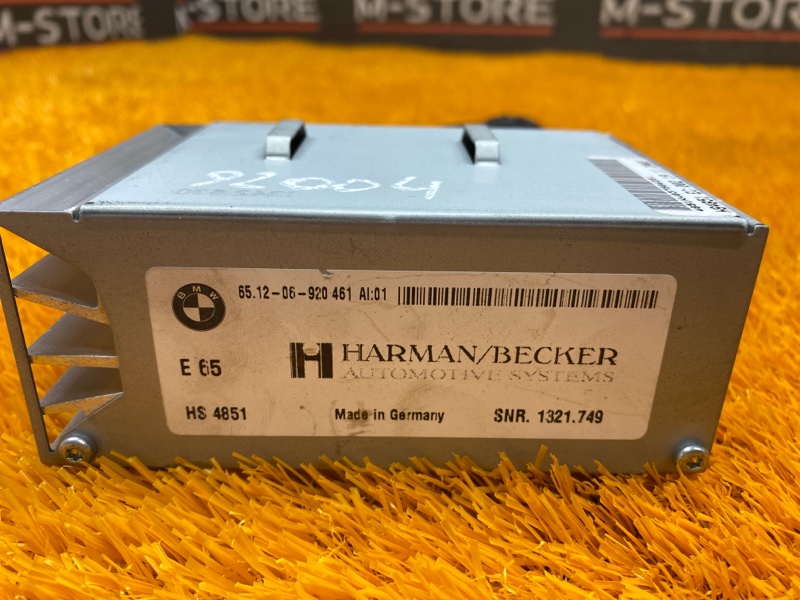 M-STORE
M-STORE
BMW
65.12-06-920 461 AI:01
E 65
HARMAN/BECKER
AUTOMOTIVE SYSTEMS
HS 4851
Made in Germany
SNR. 1321.749